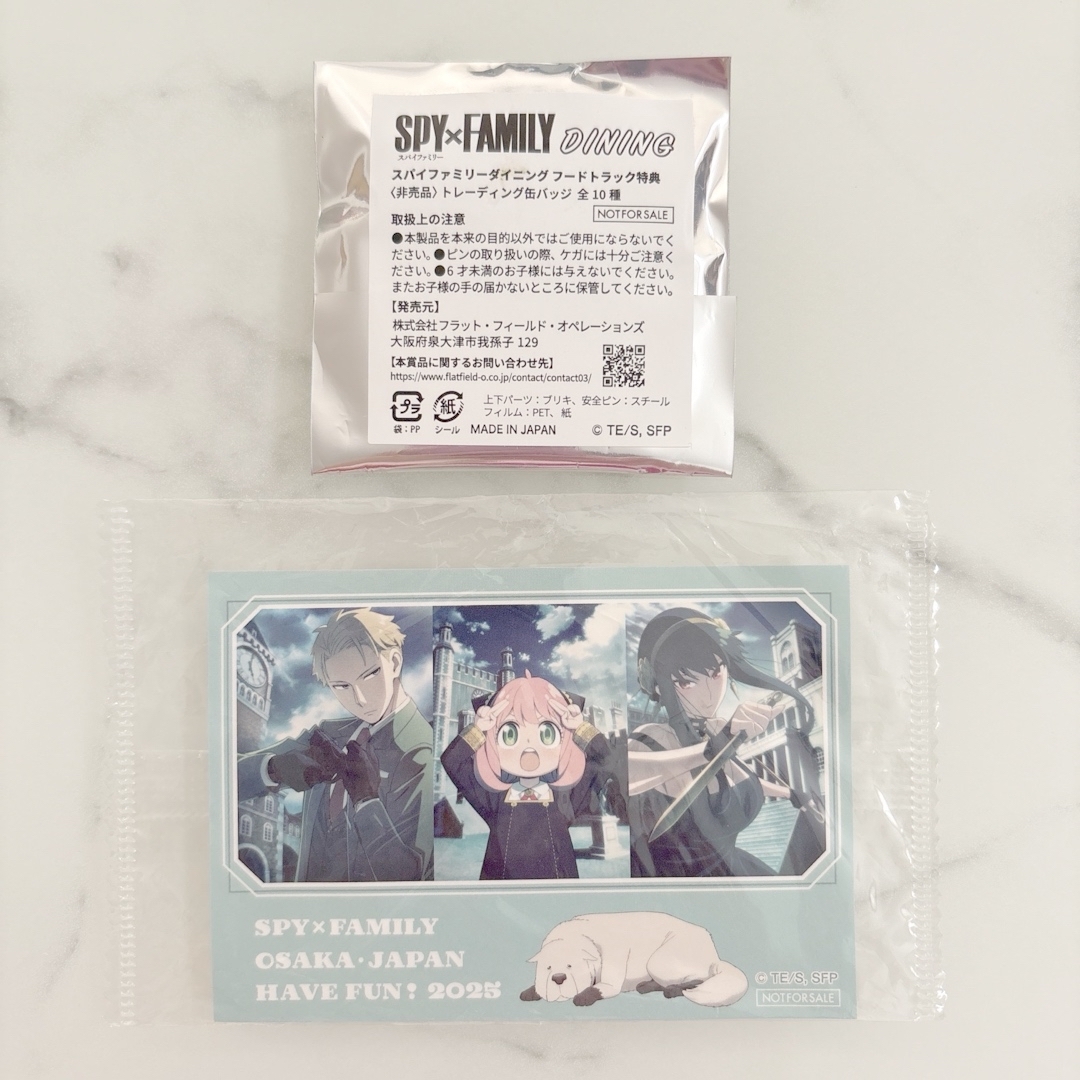 SPY×FAMILY DINING
スパイファミリー
スパイファミリーダイニング フードトラック特典
〈非売品〉トレーディング缶バッジ 全10種
NOT FOR SALE
取扱上の注意
●本製品を本来の目的以外ではご使用にならないでく
ださい。●ピンの取り扱いの際、ケガには十分ご注意く
ださい。●6才未満のお子様には与えないでください。
またお子様の手の届かないところに保管してください。
【発売元】
株式会社フラット・フィールド・オペレーションズ
大阪府泉大津市我孫子129
【本賞品に関するお問い合わせ先】
https://www.flatfield-o.co.jp/contact/contact03/
プラ
袋：PP
紙
シール
上下パーツ：ブリキ、安全ピン：スチール
フィルム：PET、紙
MADE IN JAPAN
© TE/S, SFP
SPY×FAMILY
OSAKA・JAPAN
HAVE FUN! 2025
© TE/S, SFP
NOT FOR SALE